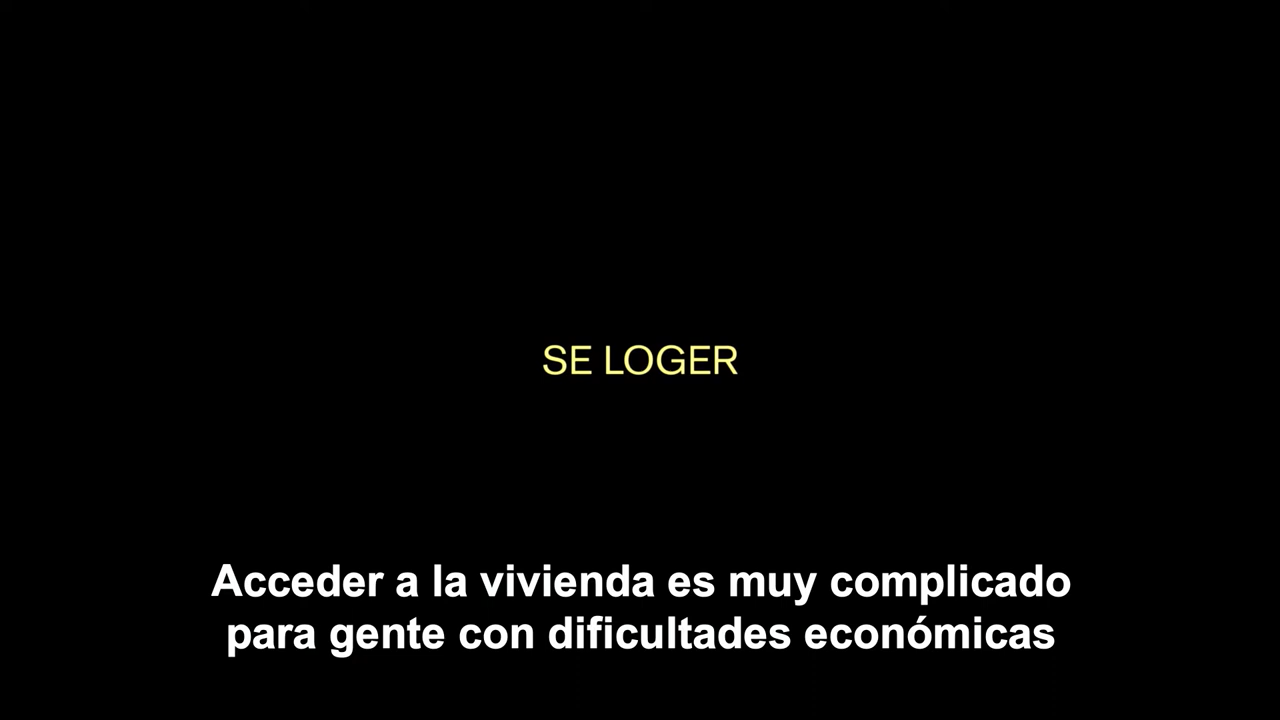 SE LOGER
Acceder a la vivienda es muy complicado
para gente con dificultades económicas